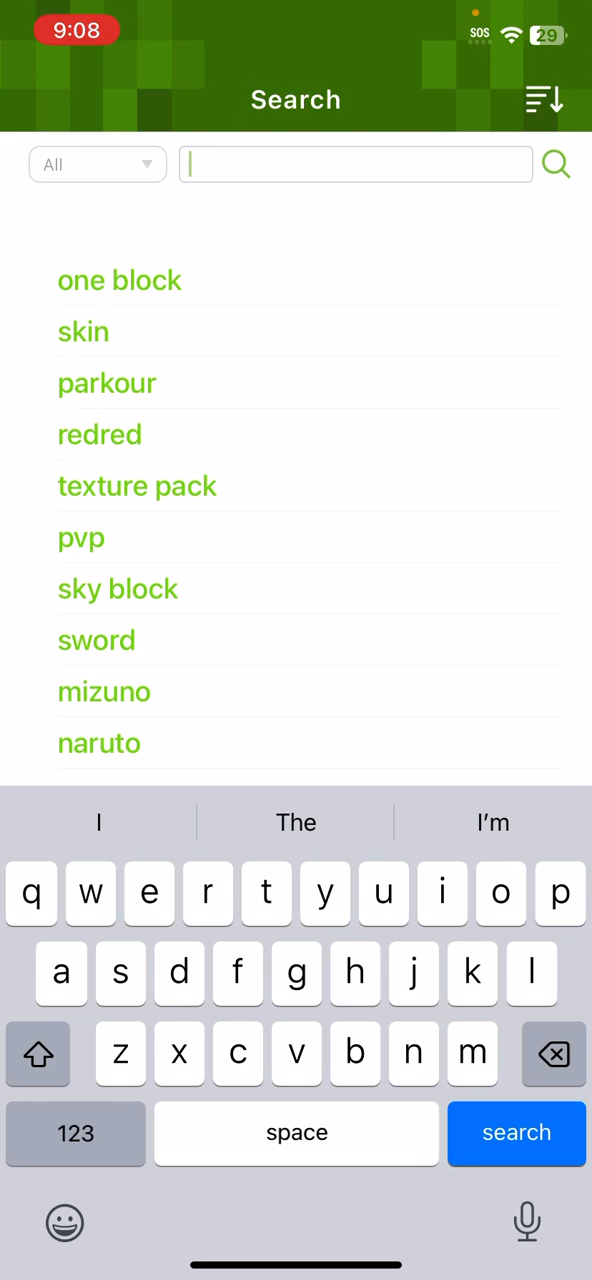 9:08
SOS
29
Search
All
one block
skin
parkour
redred
texture pack
pvp
sky block
sword
mizuno
naruto
I The I'm
q w e r t y u i o p
a s d f g h j k l
z x c v b n m
123 space search